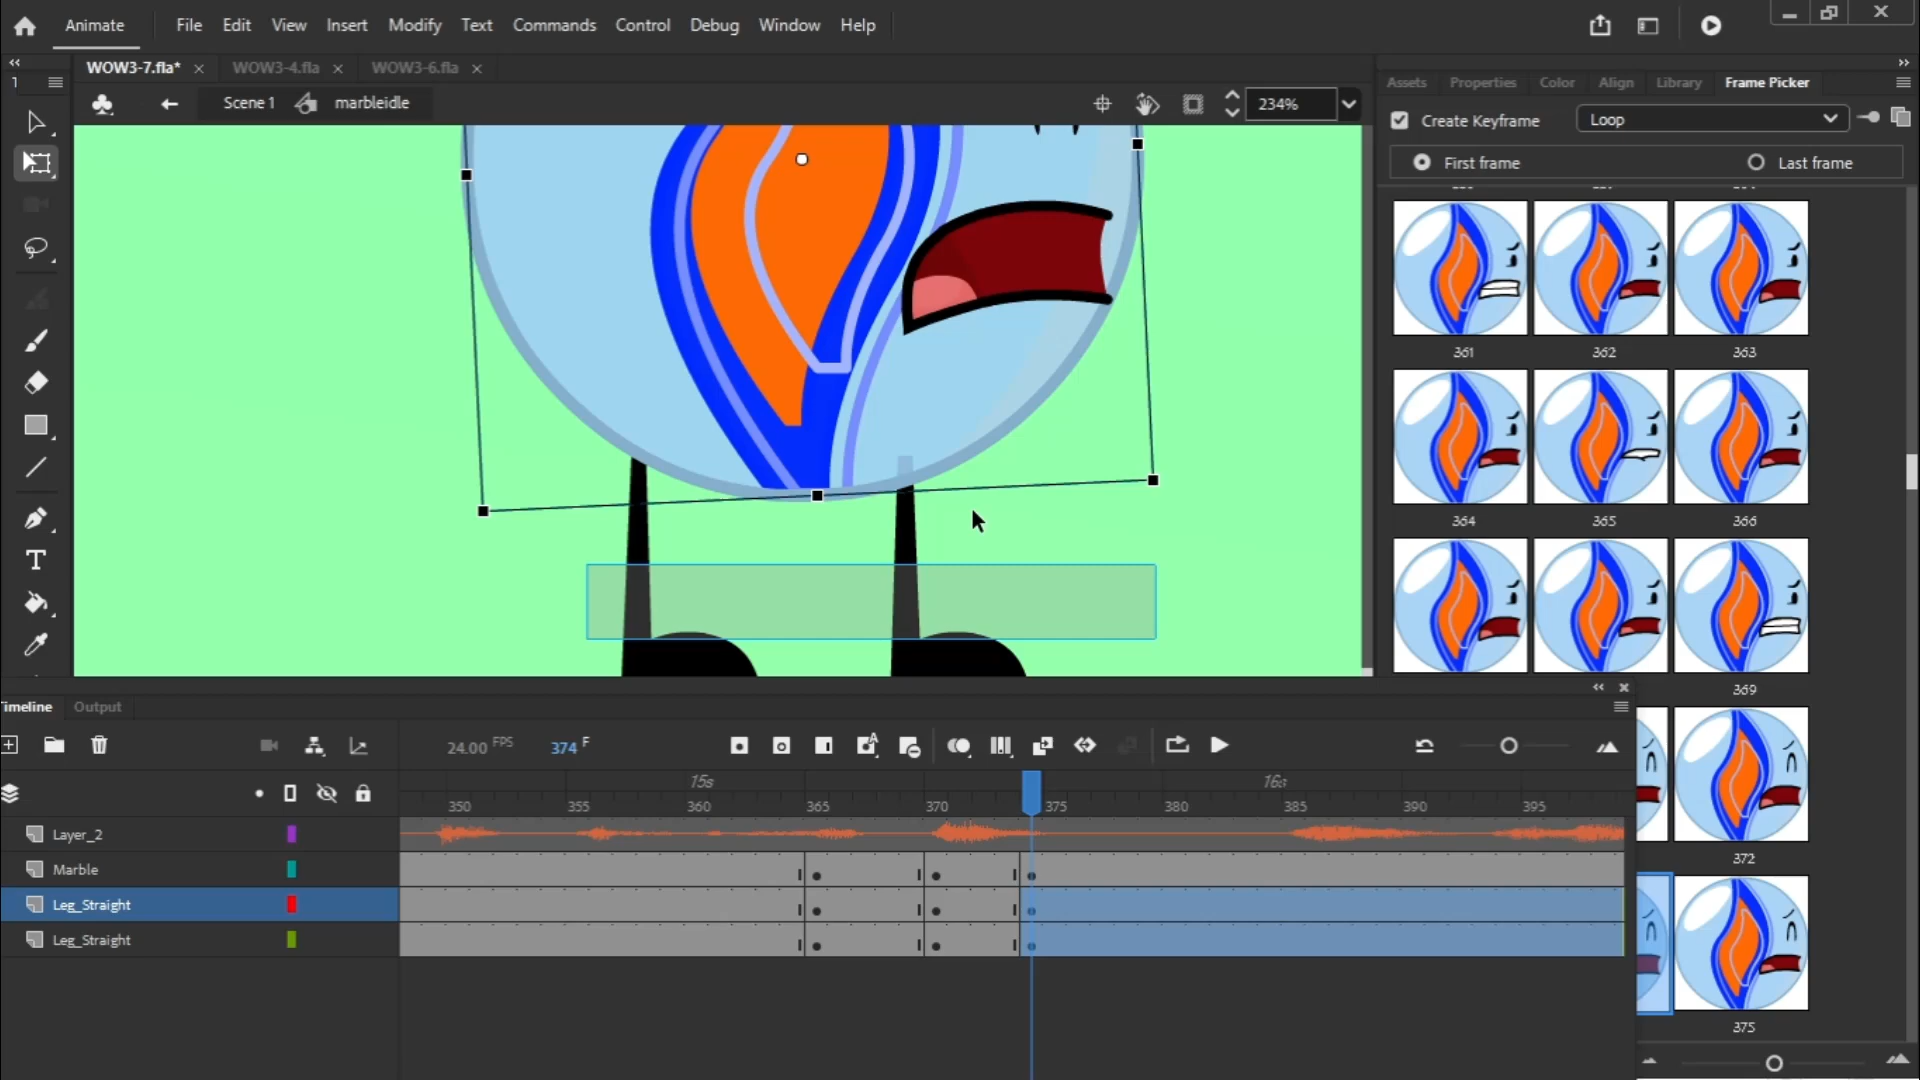 Animate File Edit View Insert Modify Text Commands Control Debug Window Help
WOW3-7.fla* WOW3-4.fla WOW3-6.fla
Assets Properties Color Align Library Frame Picker
1
Scene 1 marbleidle 234%
Create Keyframe Loop
First frame Last frame
361 362 363
364 365 366
369
Timeline Output
24.00 FPS 374 F
15s 16s
350 355 360 365 370 375 380 385 390 395
Layer_2
Marble
372
Leg_Straight
Leg_Straight
375